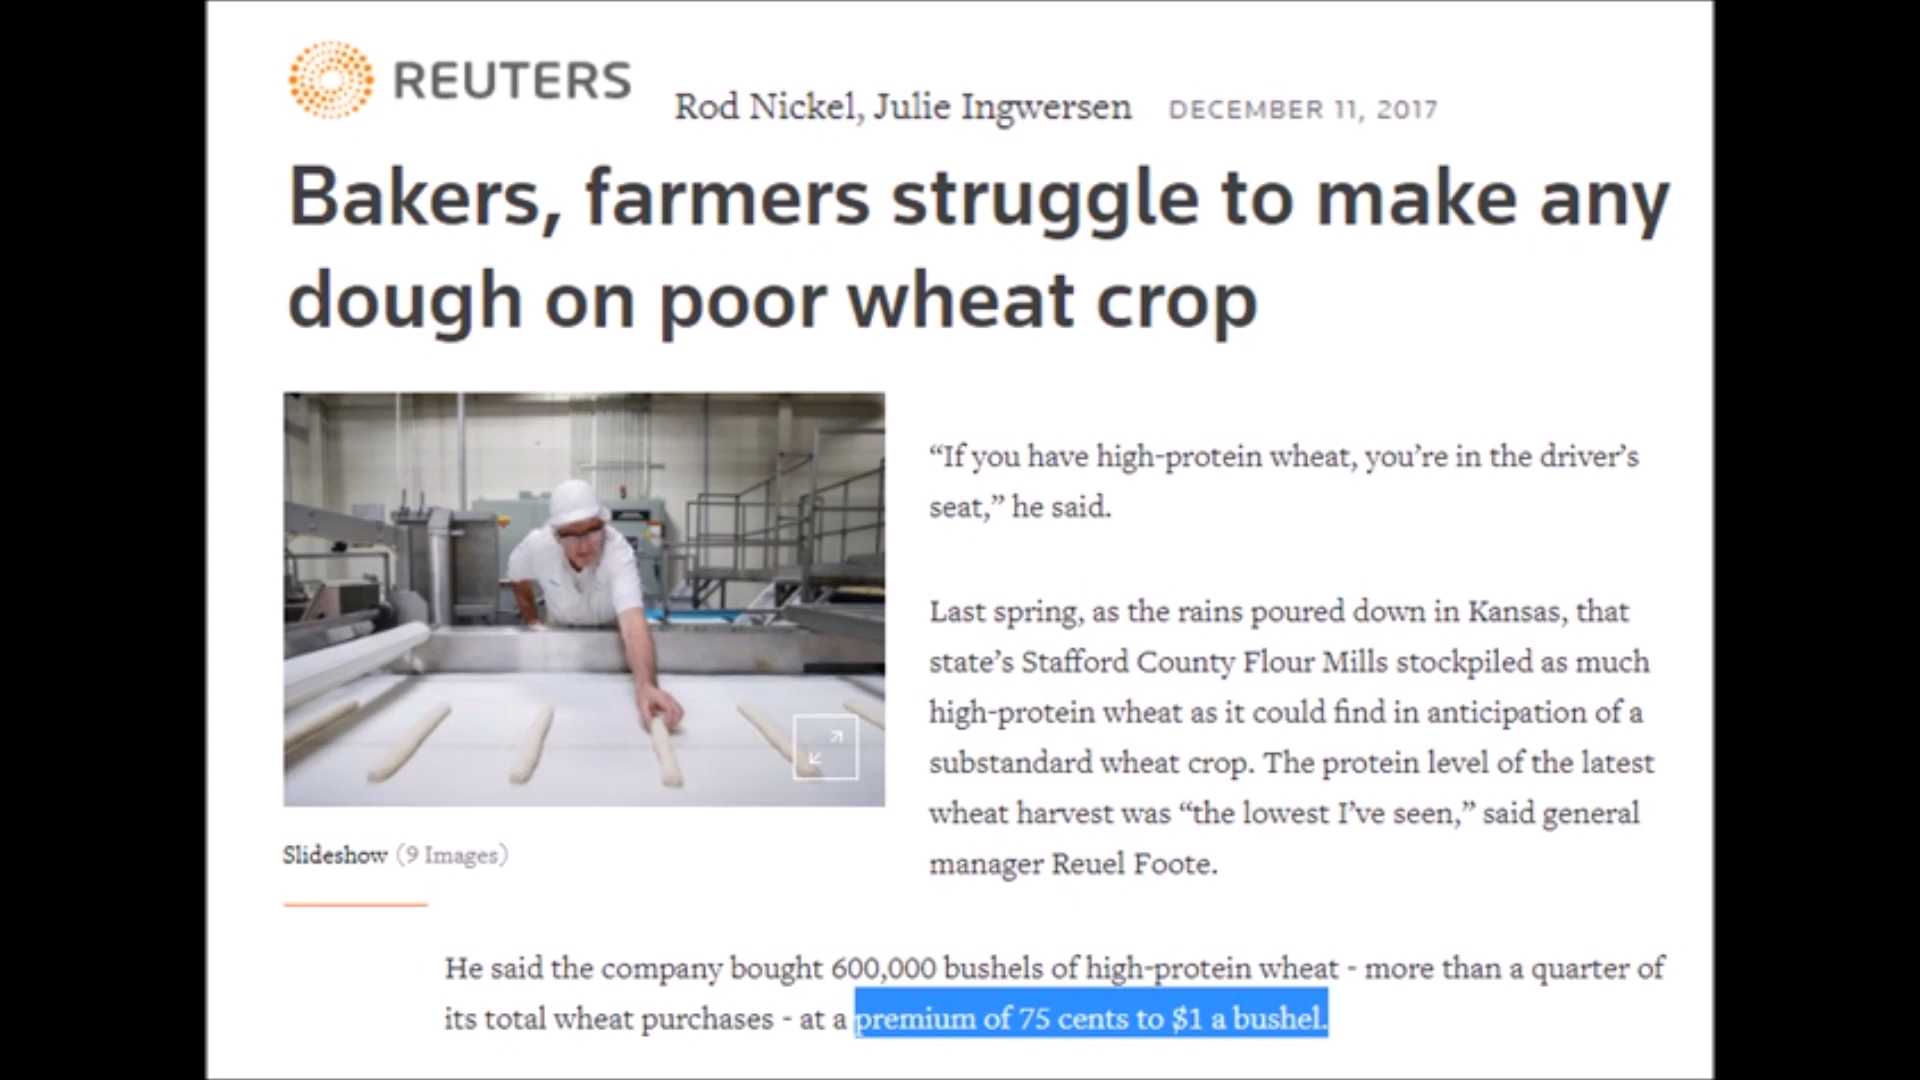 REUTERS
Rod Nickel, Julie Ingwersen DECEMBER 11, 2017
Bakers, farmers struggle to make any
dough on poor wheat crop
“If you have high-protein wheat, you’re in the driver’s
seat,” he said.
Last spring, as the rains poured down in Kansas, that
state’s Stafford County Flour Mills stockpiled as much
high-protein wheat as it could find in anticipation of a
substandard wheat crop. The protein level of the latest
wheat harvest was “the lowest I’ve seen,” said general
manager Reuel Foote.
Slideshow (9 Images)
He said the company bought 600,000 bushels of high-protein wheat - more than a quarter of
its total wheat purchases - at a premium of 75 cents to $1 a bushel.